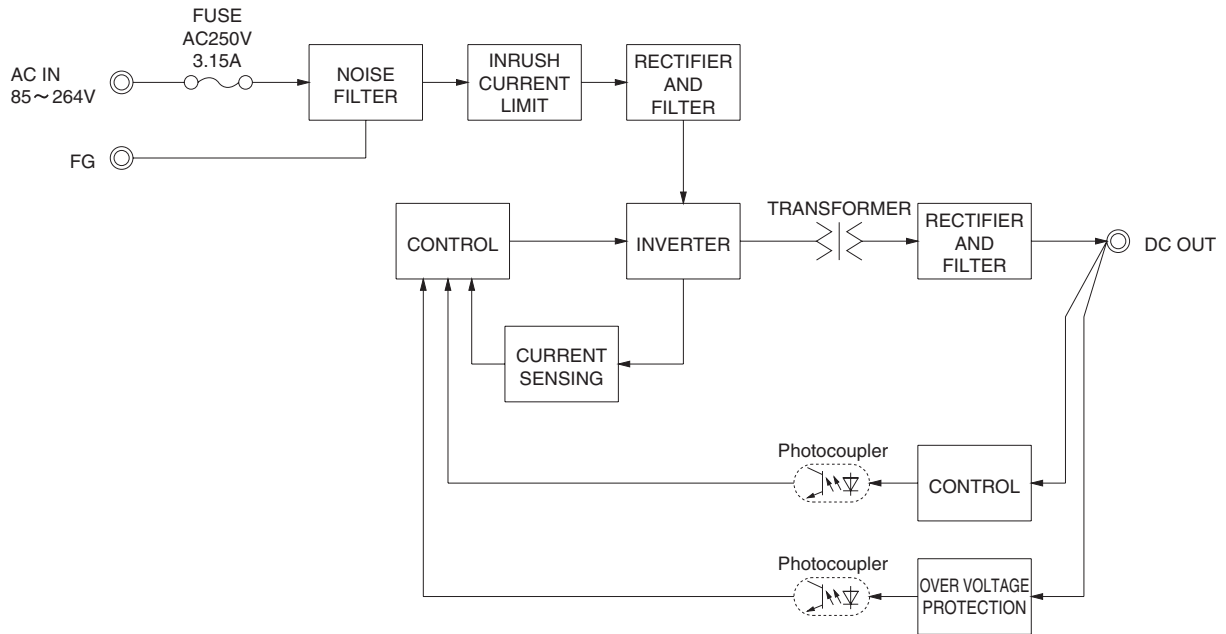 FUSE
AC250V
3.15A
AC IN
85～264V
NOISE
FILTER
INRUSH
CURRENT
LIMIT
RECTIFIER
AND
FILTER
FG
CONTROL
INVERTER
TRANSFORMER
RECTIFIER
AND
FILTER
DC OUT
CURRENT
SENSING
Photocoupler
CONTROL
Photocoupler
OVER VOLTAGE
PROTECTION